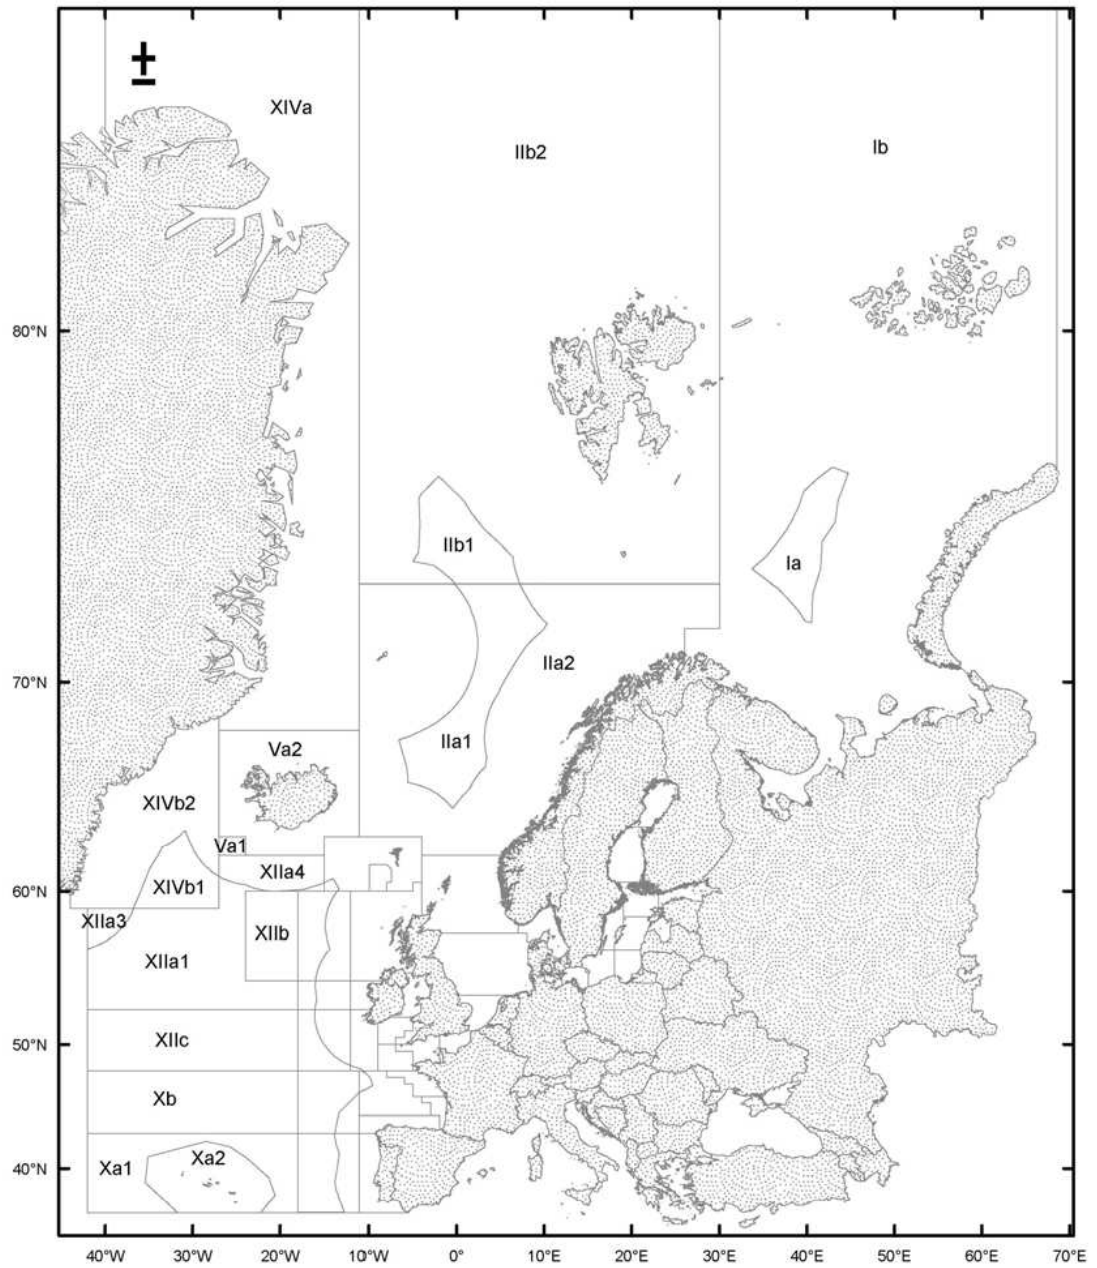 ±
XIVa
IIb2
Ib
80°N
IIb1
Ia
IIa2
70°N
IIa1
Va2
XIVb2
Va1
XIIa4
XIVb1
60°N
XIIa3
XIIb
XIIa1
XIIc
50°N
Xb
Xa1
Xa2
40°N
40°W 30°W 20°W 10°W 0° 10°E 20°E 30°E 40°E 50°E 60°E 70°E